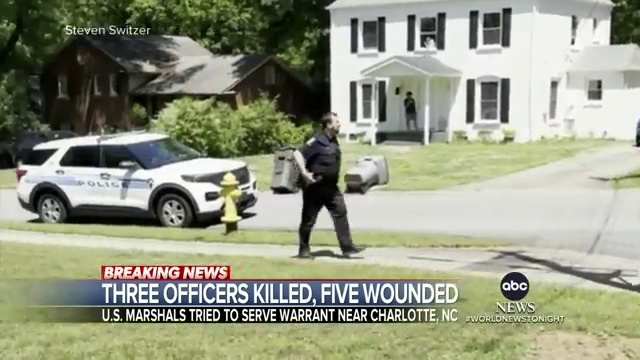 Steven Switzer
POLICE
BREAKING NEWS
THREE OFFICERS KILLED, FIVE WOUNDED
U.S. MARSHALS TRIED TO SERVE WARRANT NEAR CHARLOTTE, NC
abc
NEWS
#WORLDNEWSTONIGHT